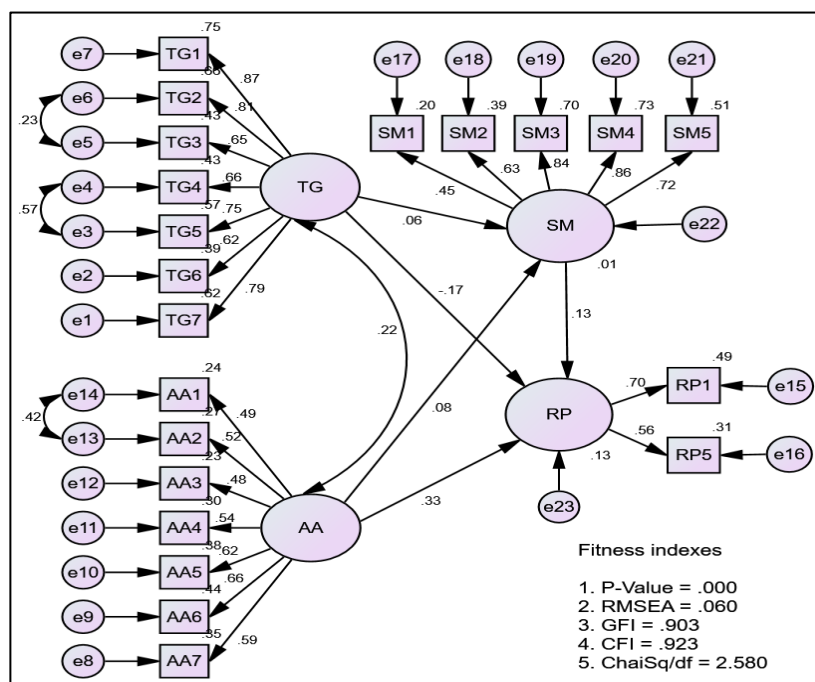 .75
e7 TG1
.66 .87
e6 TG2
.23 .43 .81
e5 TG3 .65
.43
e4 TG4 .66
.57 .57 .75
e3 TG5 .62
.39
e2 TG6 .79
.62
e1 TG7
TG
e17 e18 e19 e20 e21
.20 .39 .70 .73 .51
SM1 SM2 SM3 SM4 SM5
.45 .63 .84 .86 .72
.06 SM e22
.01
-.17 .13
.22
.24
e14 AA1
.42 .27 .49
e13 AA2 .52
.23
e12 AA3 .48
.30
e11 AA4 .54
.38 .62
e10 AA5
.44 .66
e9 AA6
.35 .59
e8 AA7
AA
.08
.33
.49
.70 RP1 e15
RP
.56 .31
.13 RP5 e16
e23
Fitness indexes
1. P-Value = .000
2. RMSEA = .060
3. GFI = .903
4. CFI = .923
5. ChaiSq/df = 2.580